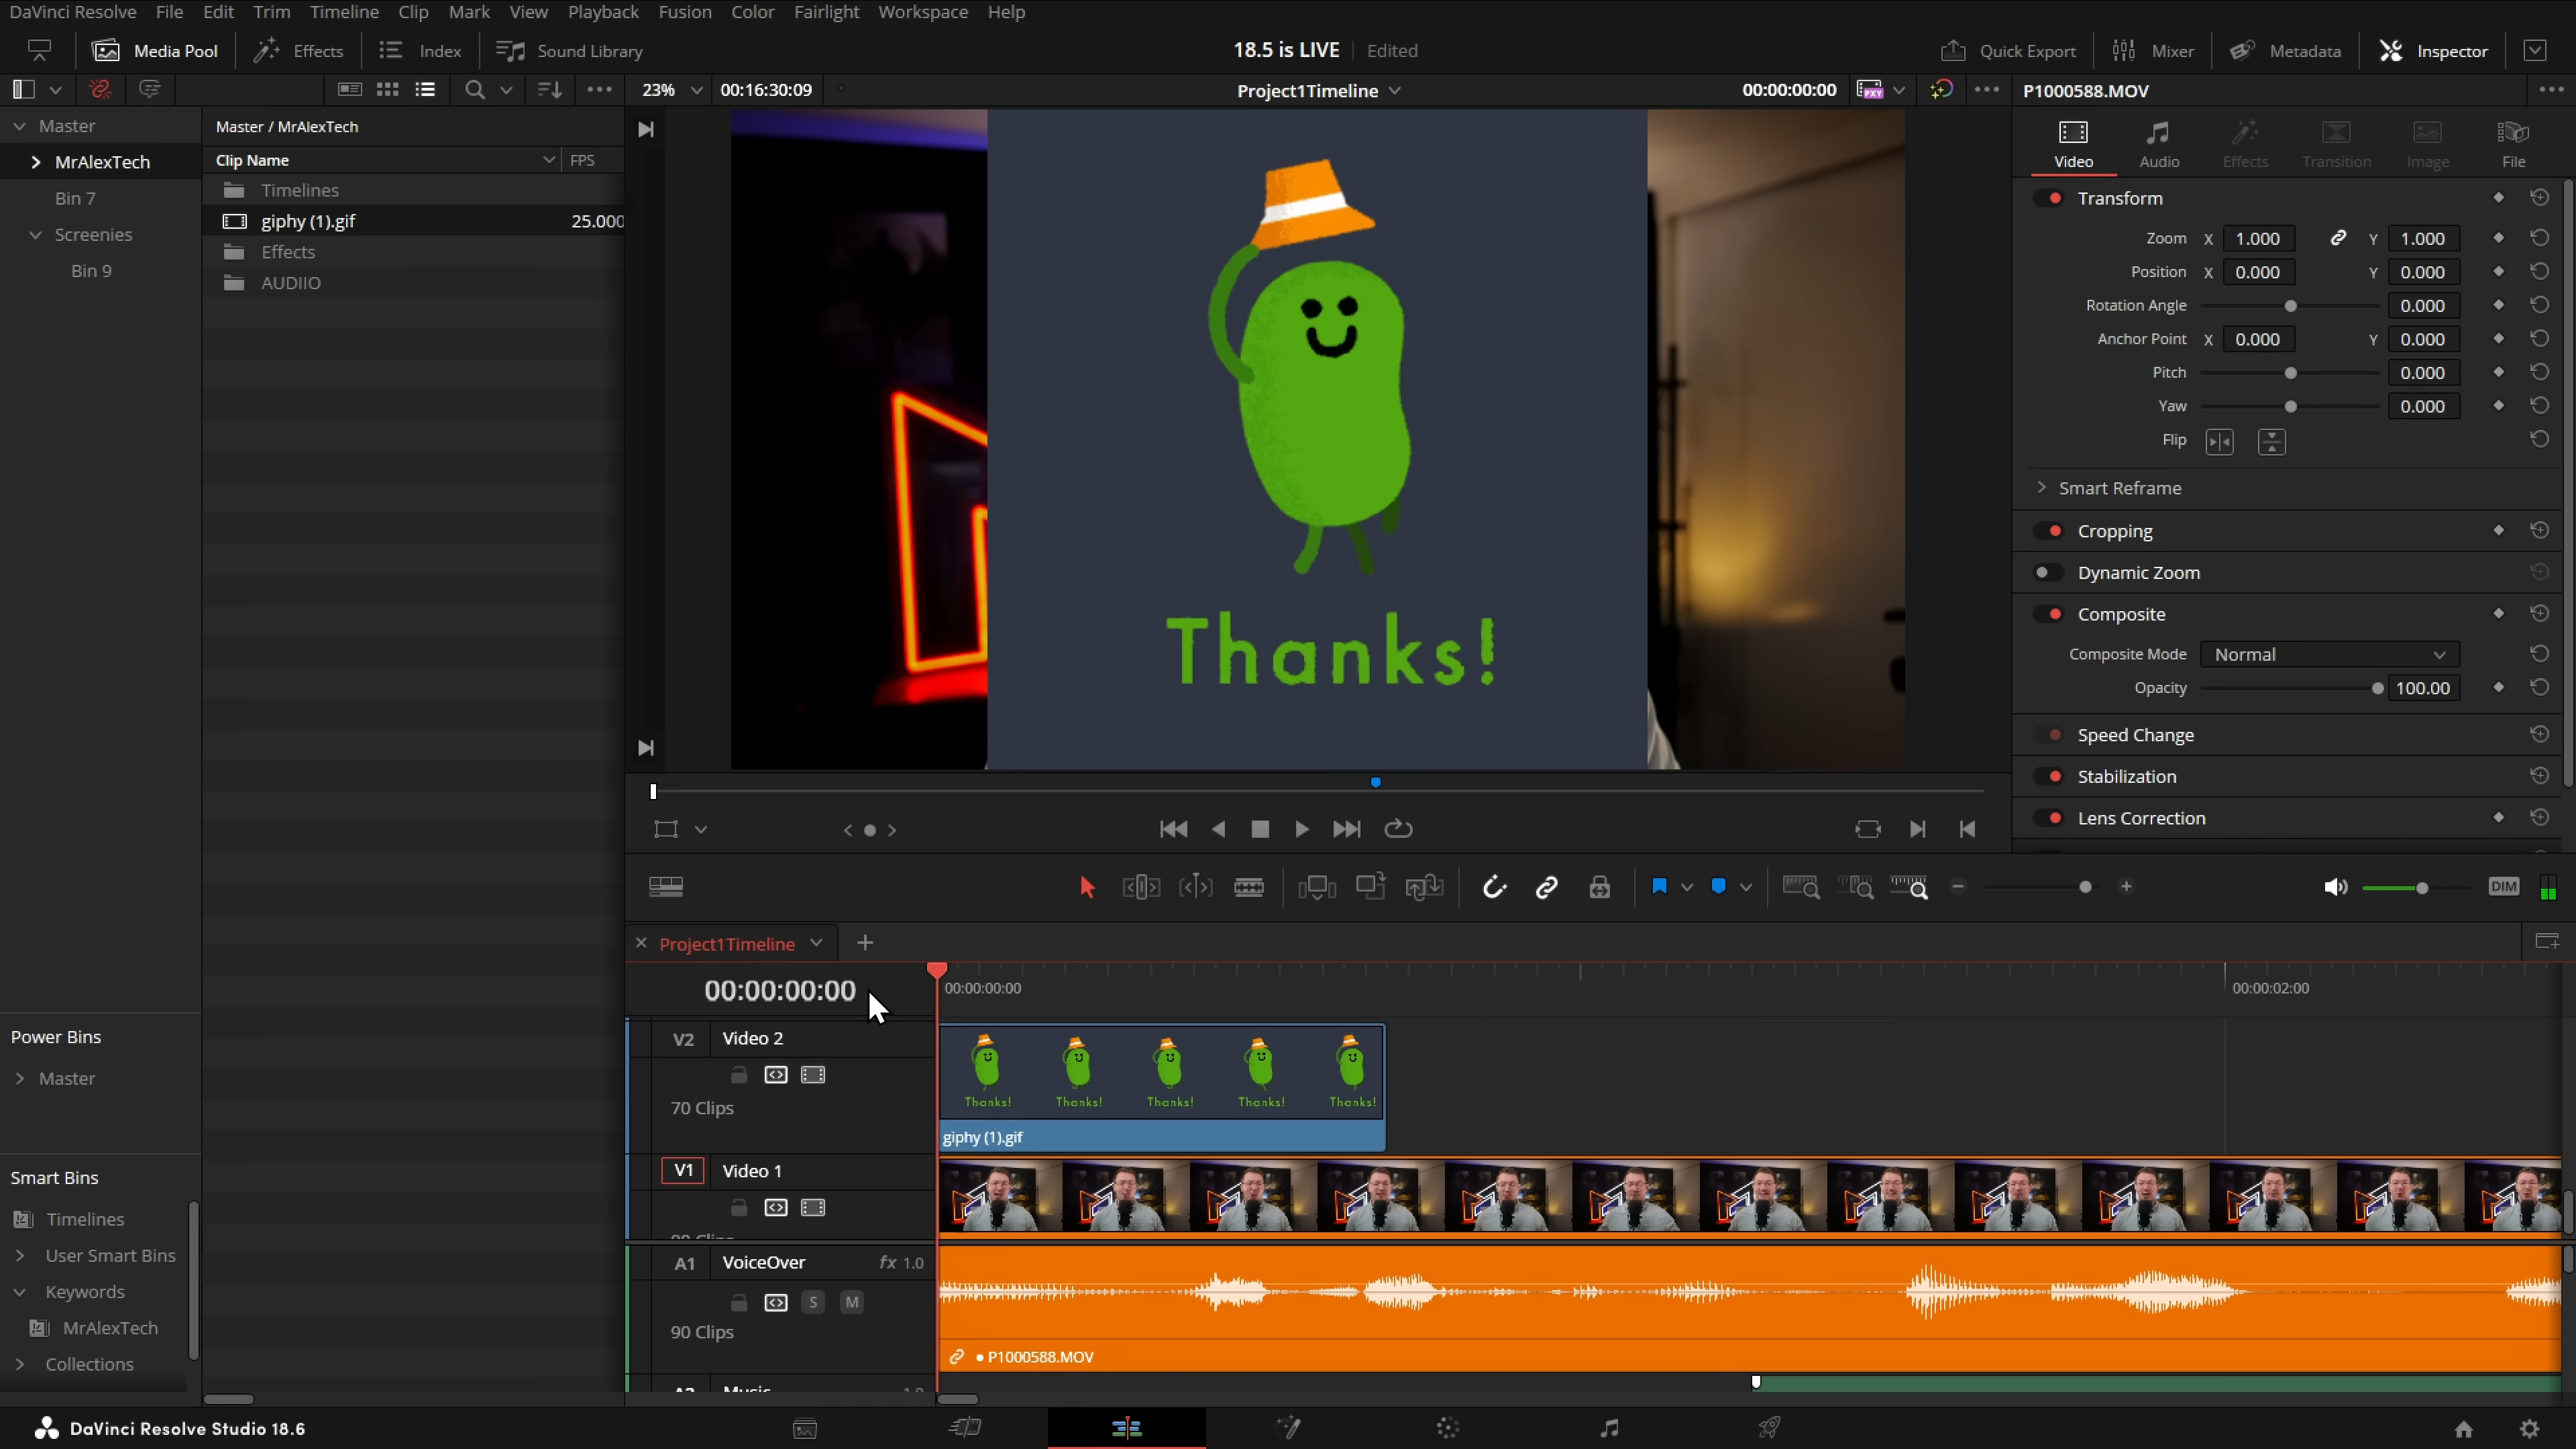 DaVinci Resolve File Edit Trim Timeline Clip Mark View Playback Fusion Color Fairlight Workspace Help
Media Pool Effects Index Sound Library 18.5 is LIVE Edited Quick Export Mixer Metadata Inspector
23% 00:16:30:09 Project1Timeline 00:00:00:00 PXY P1000588.MOV
Master
MrAlexTech
Bin 7
Screenies
Bin 9
Master / MrAlexTech
Clip Name FPS
Timelines
giphy (1).gif 25.000
Effects
AUDIIO
Thanks!
Video Audio Effects Transition Image File
Transform
Zoom X 1.000 Y 1.000
Position X 0.000 Y 0.000
Rotation Angle 0.000
Anchor Point X 0.000 Y 0.000
Pitch 0.000
Yaw 0.000
Flip
Smart Reframe
Cropping
Dynamic Zoom
Composite
Composite Mode Normal
Opacity 100.00
Speed Change
Stabilization
Lens Correction
DIM
Project1Timeline
00:00:00:00 00:00:00:00 00:00:02:00
V2 Video 2
70 Clips
Thanks! Thanks! Thanks! Thanks! Thanks!
giphy (1).gif
V1 Video 1
A1 VoiceOver fx 1.0
S M
90 Clips
P1000588.MOV
Power Bins
Master
Smart Bins
Timelines
User Smart Bins
Keywords
MrAlexTech
Collections
DaVinci Resolve Studio 18.6